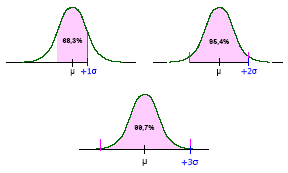 68,3%
μ +1σ
95,4%
μ +2σ
99,7%
μ +3σ